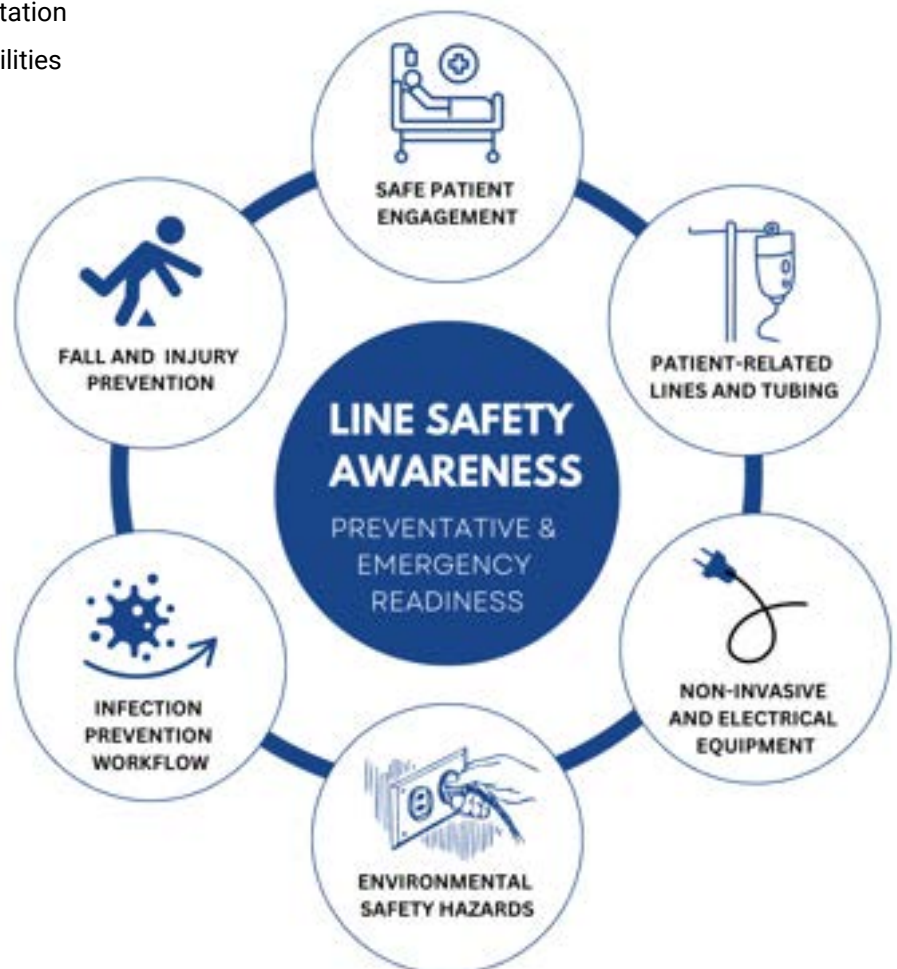 tation
ilities
SAFE PATIENT
ENGAGEMENT
PATIENT-RELATED
LINES AND TUBING
NON-INVASIVE
AND ELECTRICAL
EQUIPMENT
ENVIRONMENTAL
SAFETY HAZARDS
INFECTION
PREVENTION
WORKFLOW
FALL AND INJURY
PREVENTION
LINE SAFETY
AWARENESS
PREVENTATIVE &
EMERGENCY
READINESS